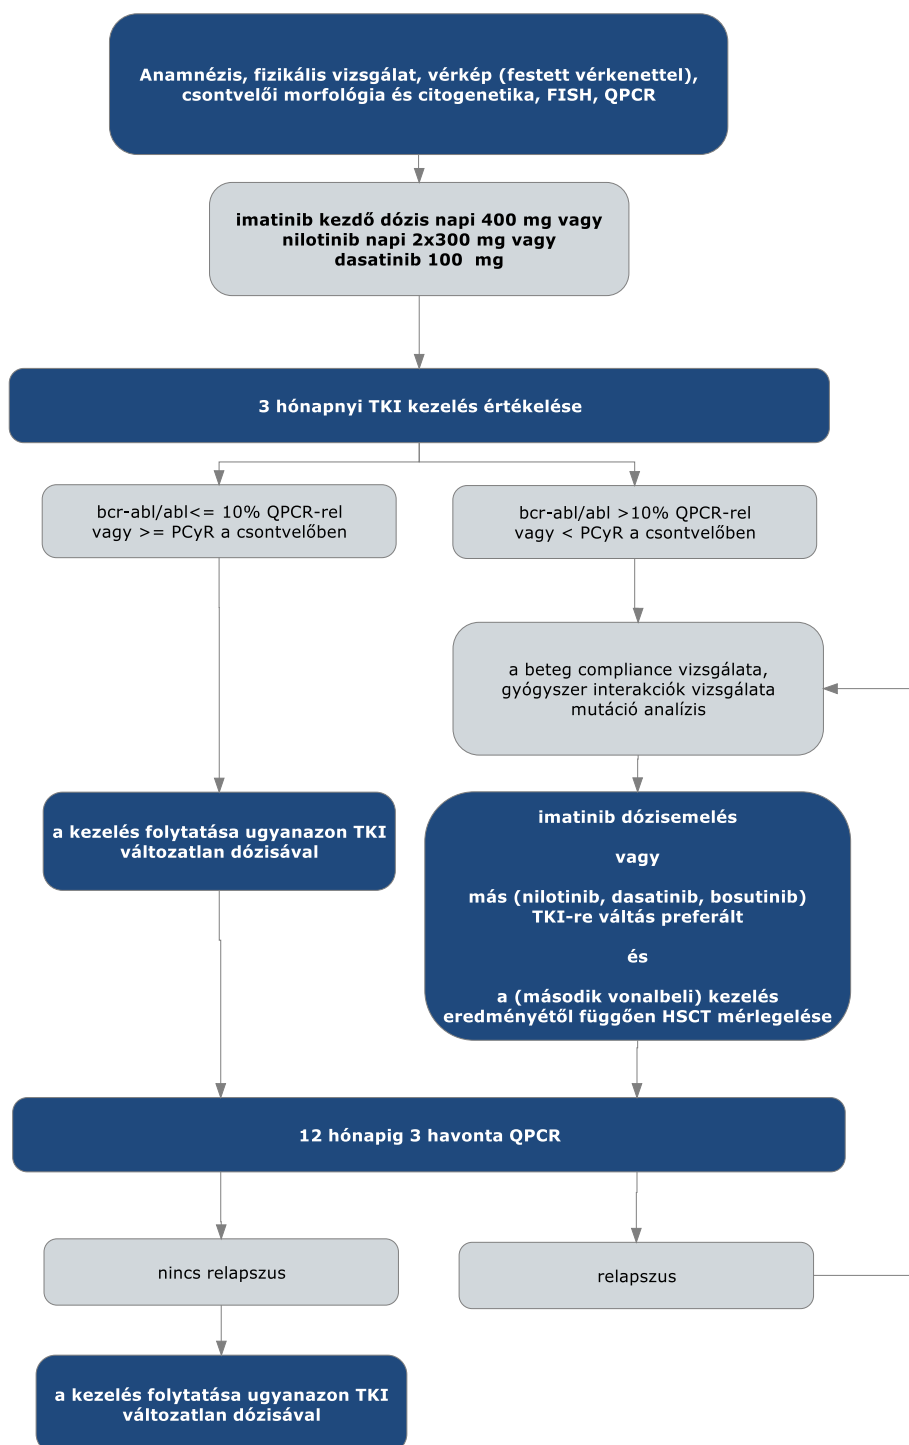 Anamnézis, fizikális vizsgálat, vérkép (festett vérkenettel),
csontvelői morfológia és citogenetika, FISH, QPCR
imatinib kezdő dózis napi 400 mg vagy
nilotinib napi 2x300 mg vagy
dasatinib 100 mg
3 hónapnyi TKI kezelés értékelése
bcr-abl/abl<= 10% QPCR-rel
vagy >= PCyR a csontvelőben
bcr-abl/abl >10% QPCR-rel
vagy < PCyR a csontvelőben
a beteg compliance vizsgálata,
gyógyszer interakciók vizsgálata
mutáció analízis
a kezelés folytatása ugyanazon TKI
változatlan dózisával
imatinib dózisemelés
vagy
más (nilotinib, dasatinib, bosutinib)
TKI-re váltás preferált
és
a (második vonalbeli) kezelés
eredményétől függően HSCT mérlegelése
12 hónapig 3 havonta QPCR
nincs relapszus
relapszus
a kezelés folytatása ugyanazon TKI
változatlan dózisával